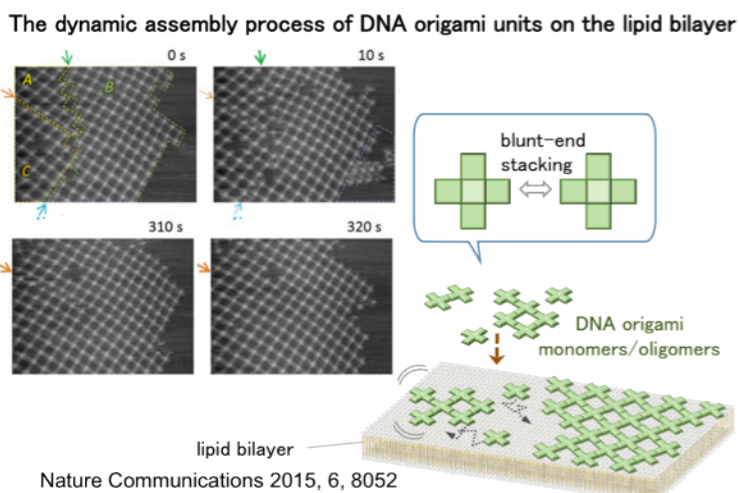 The dynamic assembly process of DNA origami units on the lipid bilayer
0 s
10 s
A
B
C
310 s
320 s
blunt-end
stacking
DNA origami
monomers/oligomers
lipid bilayer
Nature Communications 2015, 6, 8052